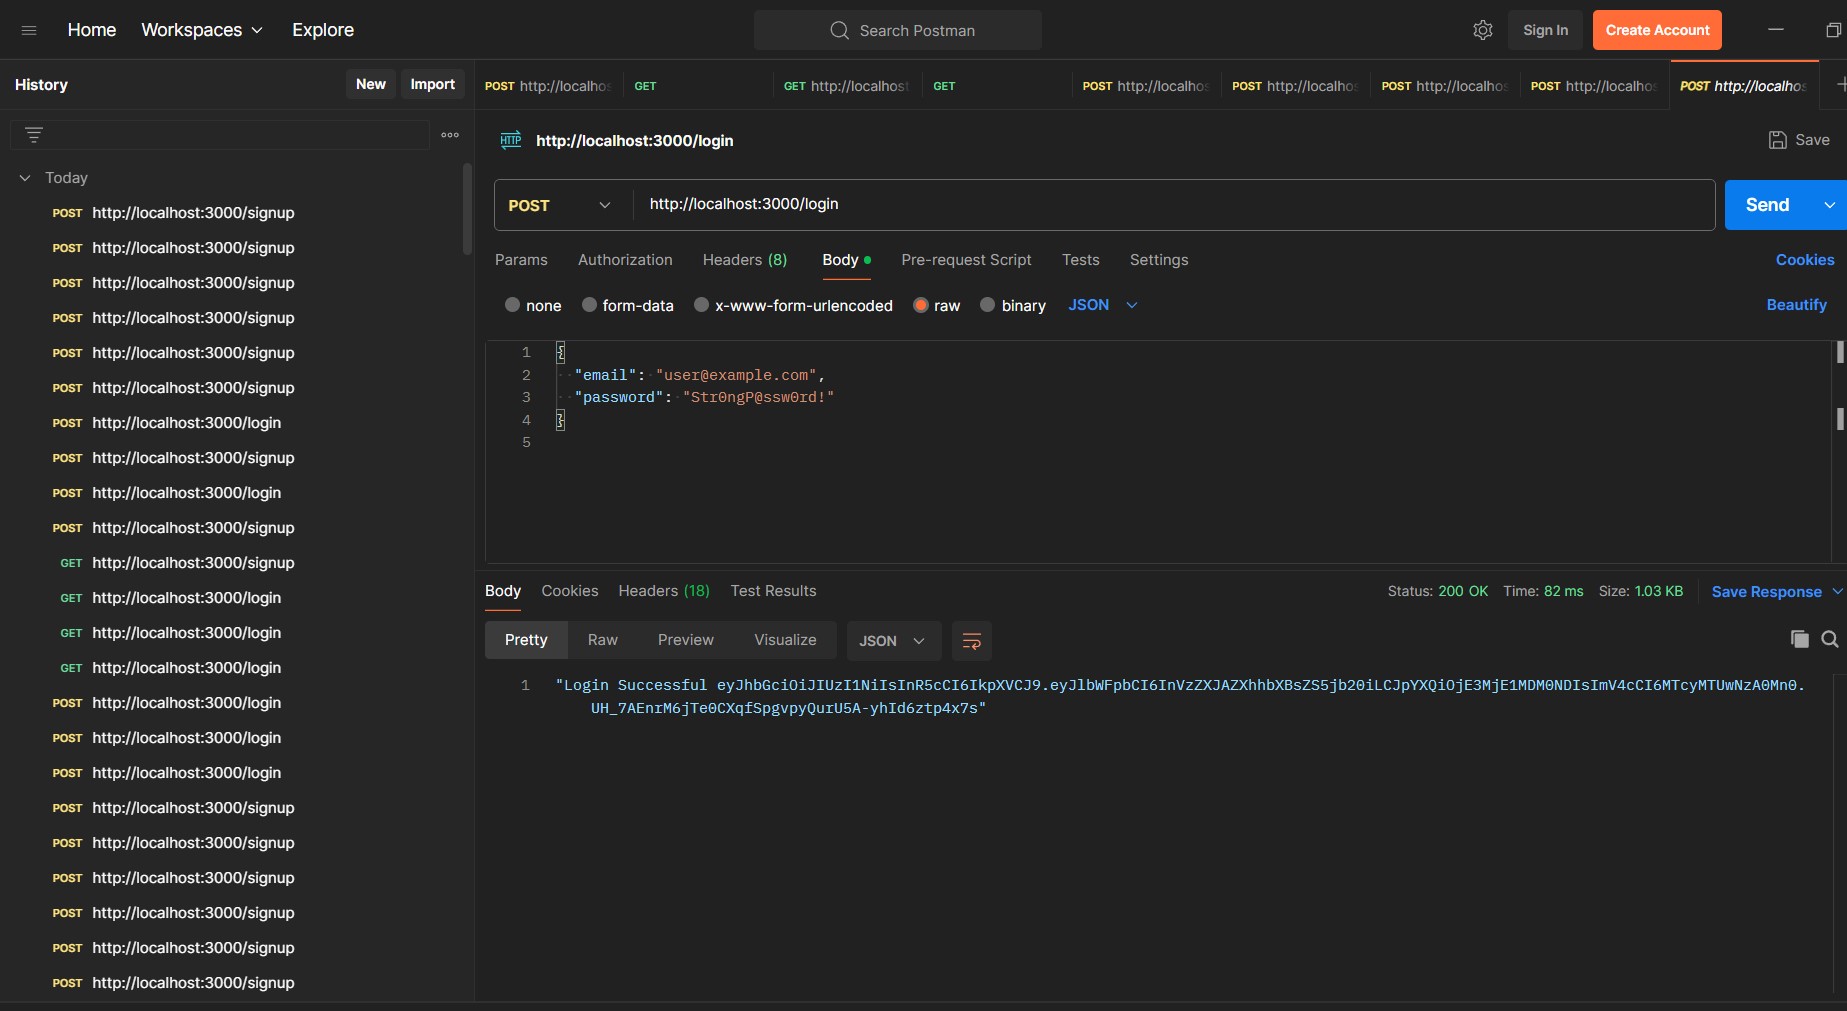 Home Workspaces Explore Search Postman Sign In Create Account
History New Import
POST http://localhos GET GET http://localhost GET POST http://localhos POST http://localhos POST http://localhos POST http://localhos POST http://localhos
HTTP http://localhost:3000/login Save
Today
POST http://localhost:3000/signup
POST http://localhost:3000/signup
POST http://localhost:3000/signup
POST http://localhost:3000/signup
POST http://localhost:3000/signup
POST http://localhost:3000/signup
POST http://localhost:3000/login
POST http://localhost:3000/signup
POST http://localhost:3000/login
POST http://localhost:3000/signup
GET http://localhost:3000/signup
GET http://localhost:3000/login
GET http://localhost:3000/login
GET http://localhost:3000/login
POST http://localhost:3000/login
POST http://localhost:3000/login
POST http://localhost:3000/login
POST http://localhost:3000/signup
POST http://localhost:3000/signup
POST http://localhost:3000/signup
POST http://localhost:3000/signup
POST http://localhost:3000/signup
POST http://localhost:3000/signup
POST http://localhost:3000/login Send
Params Authorization Headers (8) Body Pre-request Script Tests Settings Cookies
none form-data x-www-form-urlencoded raw binary JSON Beautify
1 {
2 "email": "user@example.com",
3 "password": "Str0ngP@ssw0rd!"
4 }
5
Body Cookies Headers (18) Test Results Status: 200 OK Time: 82 ms Size: 1.03 KB Save Response
Pretty Raw Preview Visualize JSON
1 "Login Successful eyJhbGciOiJIUzI1NiIsInR5cCI6IkpXVCJ9.eyJlbWFpbCI6InVzZXJAZXhhbXBsZS5jb20iLCJpYXQiOjE3MjE1MDM0NDIsImV4cCI6MTcyMTUwNzA0Mn0.
UH_7AEnrM6jTe0CXqfSpgvpyQurU5A-yhId6ztp4x7s"